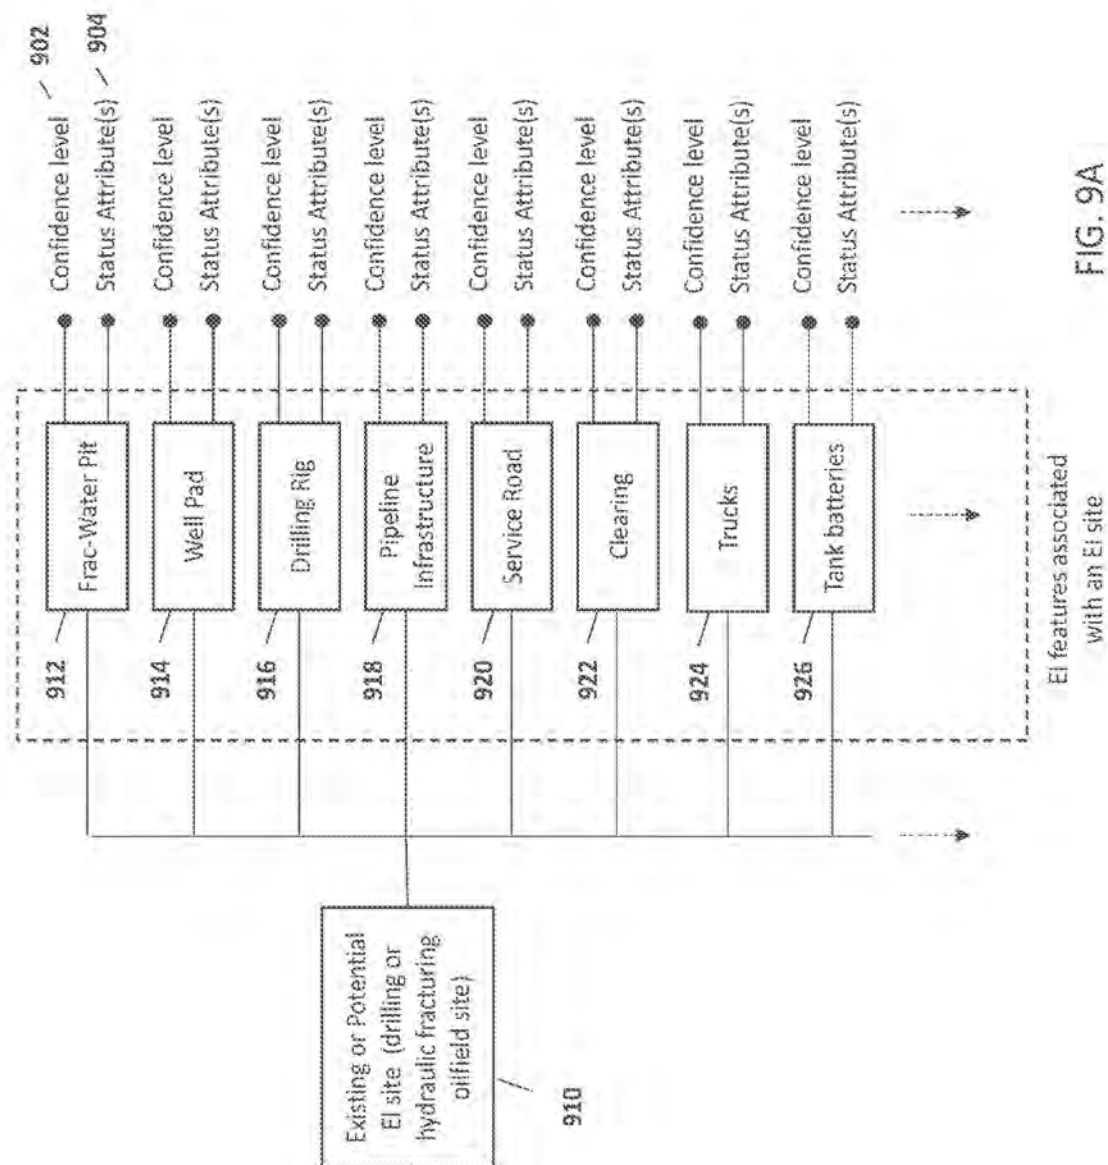 Existing or Potential
EI site (drilling or
hydraulic fracturing
oilfield site)
910
912
Frac-Water Pit
Confidence level
902
Status Attribute(s)
904
914
Well Pad
Confidence level
Status Attribute(s)
916
Drilling Rig
Confidence level
Status Attribute(s)
918
Pipeline
Infrastructure
Confidence level
Status Attribute(s)
920
Service Road
Confidence level
Status Attribute(s)
922
Clearing
Confidence level
Status Attribute(s)
924
Trucks
Confidence level
Status Attribute(s)
926
Tank batteries
Confidence level
Status Attribute(s)
EI features associated
with an EI site
FIG. 9A